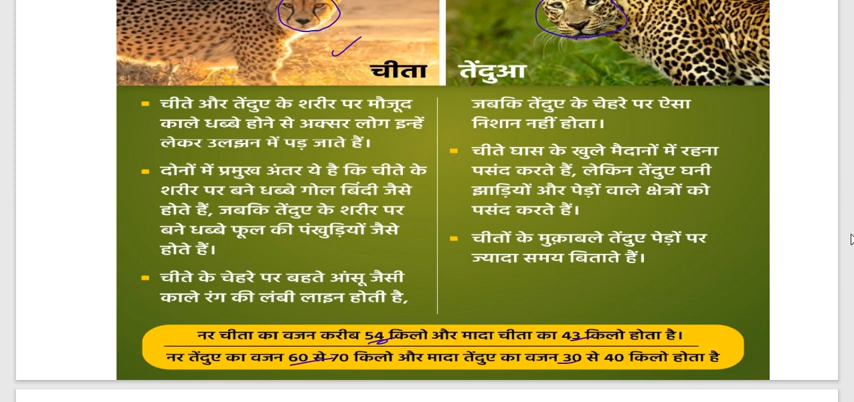 चीता
तेंदुआ
चीते और तेंदुए के शरीर पर मौजूद
काले धब्बे होने से अक्सर लोग इन्हें
लेकर उलझन में पड़ जाते हैं।
दोनों में प्रमुख अंतर ये है कि चीते के
शरीर पर बने धब्बे गोल बिंदी जैसे
होते हैं, जबकि तेंदुए के शरीर पर
बने धब्बे फूल की पंखुड़ियों जैसे
होते हैं।
चीते के चेहरे पर बहते आंसू जैसी
काले रंग की लंबी लाइन होती है,
जबकि तेंदुए के चेहरे पर ऐसा
निशान नहीं होता।
चीते घास के खुले मैदानों में रहना
पसंद करते हैं, लेकिन तेंदुए घनी
झाड़ियों और पेड़ों वाले क्षेत्रों को
पसंद करते हैं।
चीतों के मुक़ाबले तेंदुए पेड़ों पर
ज्यादा समय बिताते हैं।
नर चीता का वजन करीब 54 किलो और मादा चीता का 43 किलो होता है।
नर तेंदुए का वजन 60 से 70 किलो और मादा तेंदुए का वजन 30 से 40 किलो होता है